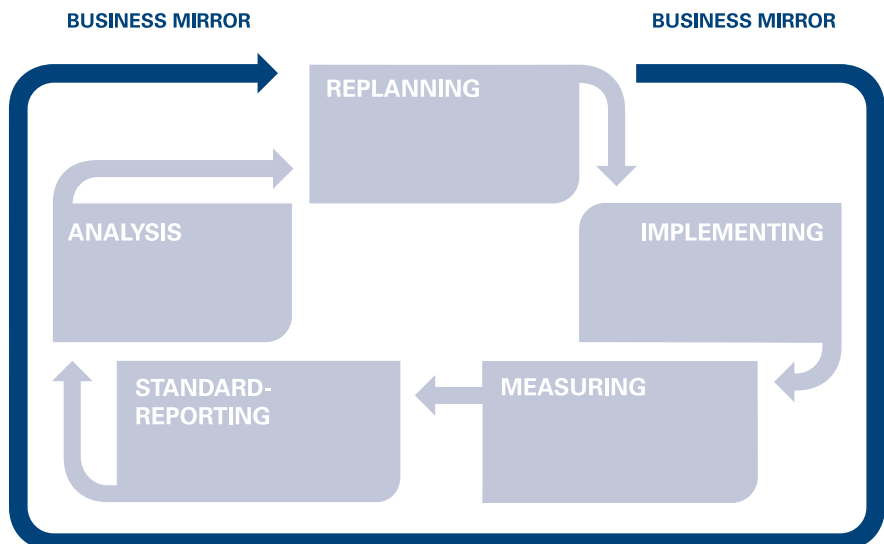 BUSINESS MIRROR
BUSINESS MIRROR
REPLANNING
ANALYSIS
IMPLEMENTING
STANDARD-
REPORTING
MEASURING